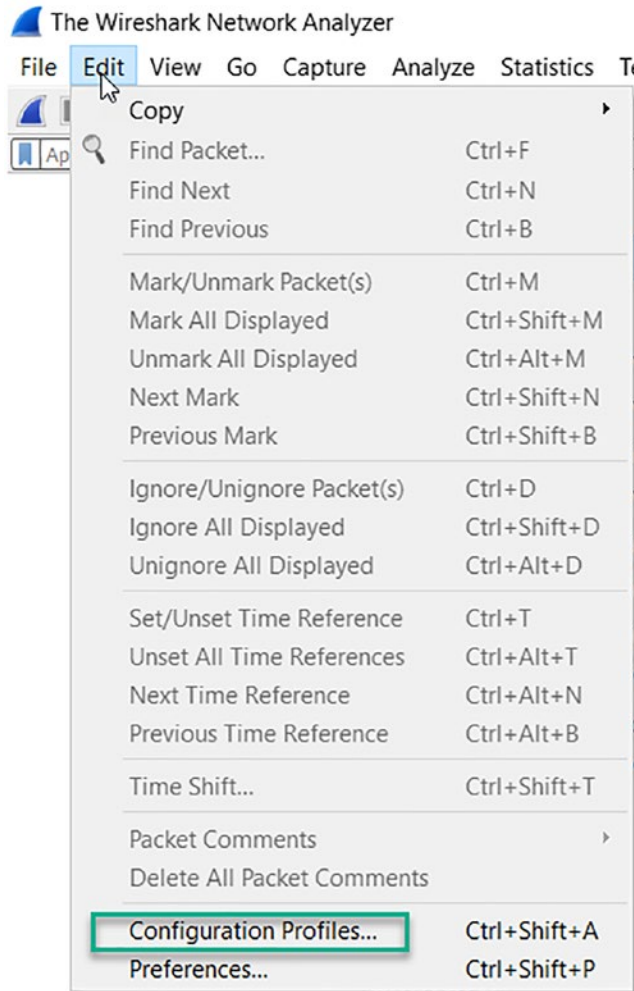 The Wireshark Network Analyzer
File Edit View Go Capture Analyze Statistics
Copy
Ap
Find Packet... Ctrl+F
Find Next Ctrl+N
Find Previous Ctrl+B
Mark/Unmark Packet(s) Ctrl+M
Mark All Displayed Ctrl+Shift+M
Unmark All Displayed Ctrl+Alt+M
Next Mark Ctrl+Shift+N
Previous Mark Ctrl+Shift+B
Ignore/Unignore Packet(s) Ctrl+D
Ignore All Displayed Ctrl+Shift+D
Unignore All Displayed Ctrl+Alt+D
Set/Unset Time Reference Ctrl+T
Unset All Time References Ctrl+Alt+T
Next Time Reference Ctrl+Alt+N
Previous Time Reference Ctrl+Alt+B
Time Shift... Ctrl+Shift+T
Packet Comments
Delete All Packet Comments
Configuration Profiles... Ctrl+Shift+A
Preferences... Ctrl+Shift+P